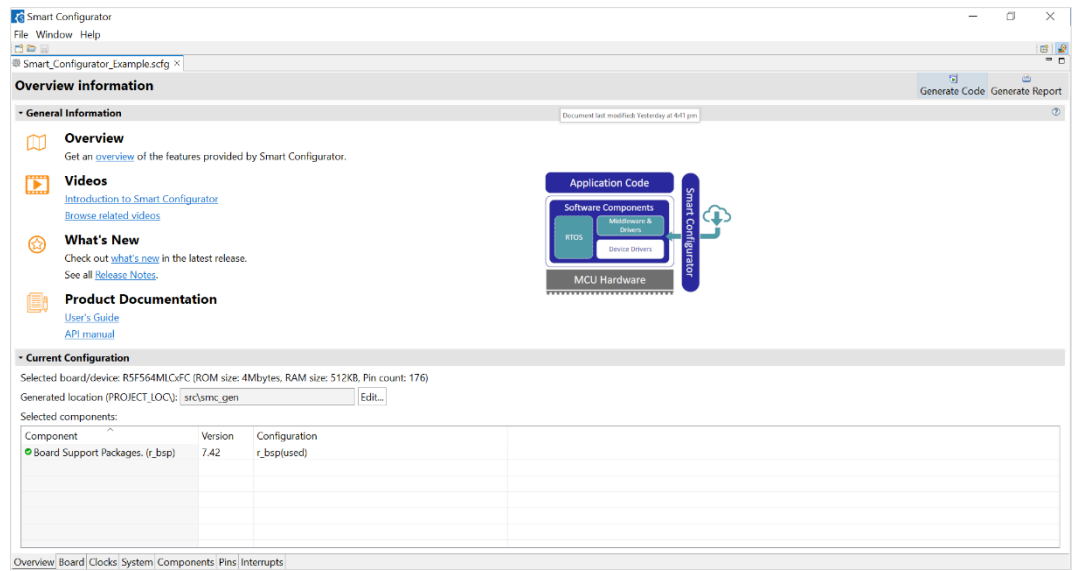 Smart Configurator
File Window Help
Smart_Configurator_Example.scfg
Overview information
Generate Code Generate Report
General Information
Document last modified: Yesterday at 4:41 pm
Overview
Get an overview of the features provided by Smart Configurator.
Videos
Introduction to Smart Configurator
Browse related videos
What's New
Check out what's new in the latest release.
See all Release Notes.
Product Documentation
User's Guide
API manual
Application Code
Software Components
RTOS
Middleware &
Drivers
Device Drivers
MCU Hardware
Smart Configurator
Current Configuration
Selected board/device: R5F564MLCxFC (ROM size: 4Mbytes, RAM size: 512KB, Pin count: 176)
Generated location (PROJECT_LOC\): src\smc_gen Edit...
Selected components:
Component Version Configuration
Board Support Packages. (r_bsp) 7.42 r_bsp(used)
Overview Board Clocks System Components Pins Interrupts